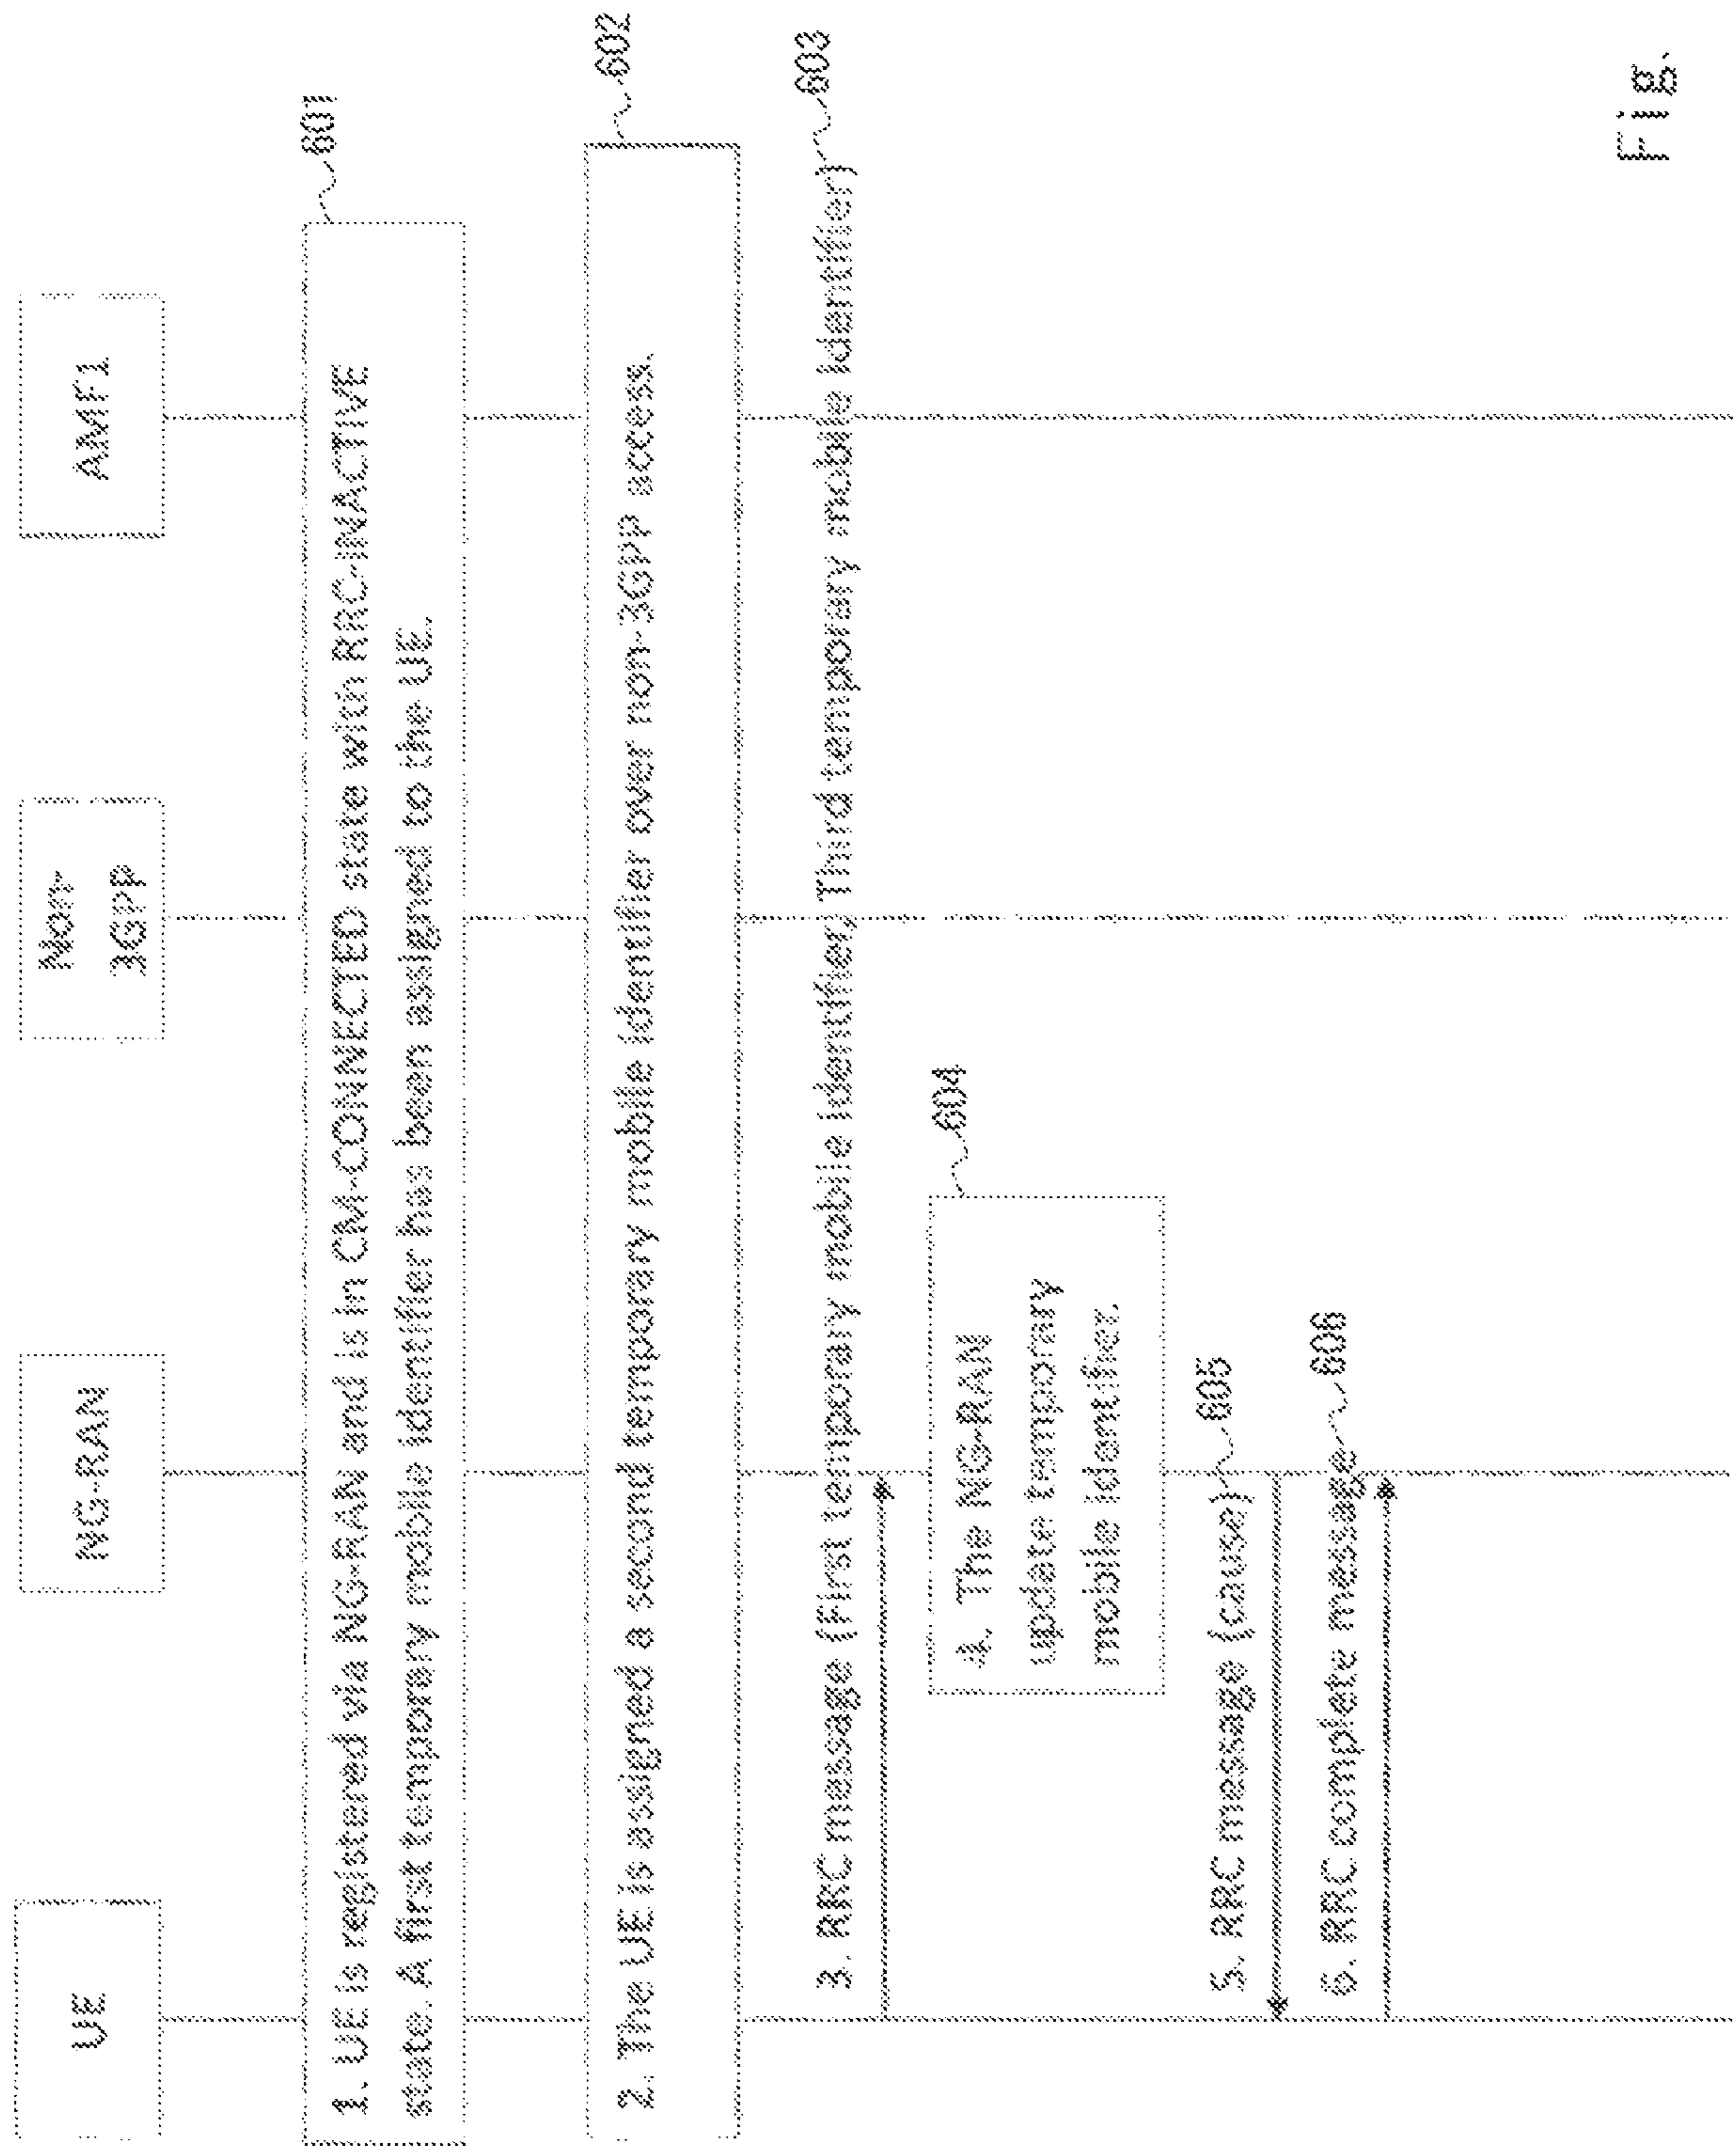 UE
NG-RAN
Non-
3GPP
AMF1
601
1. UE is registered via NG-RAN and is in CM-CONNECTED state with RRC-INACTIVE
state. A first temporary mobile identifier has been assigned to the UE.
602
2. The UE is assigned a second temporary mobile identifier over non-3GPP access.
603
3. RRC message (First temporary mobile identifier, Third temporary mobile identifier)
604
4. The NG-RAN
update temporary
mobile identifier.
5. RRC message (cause) 605
6. RRC complete message 606
Fig.